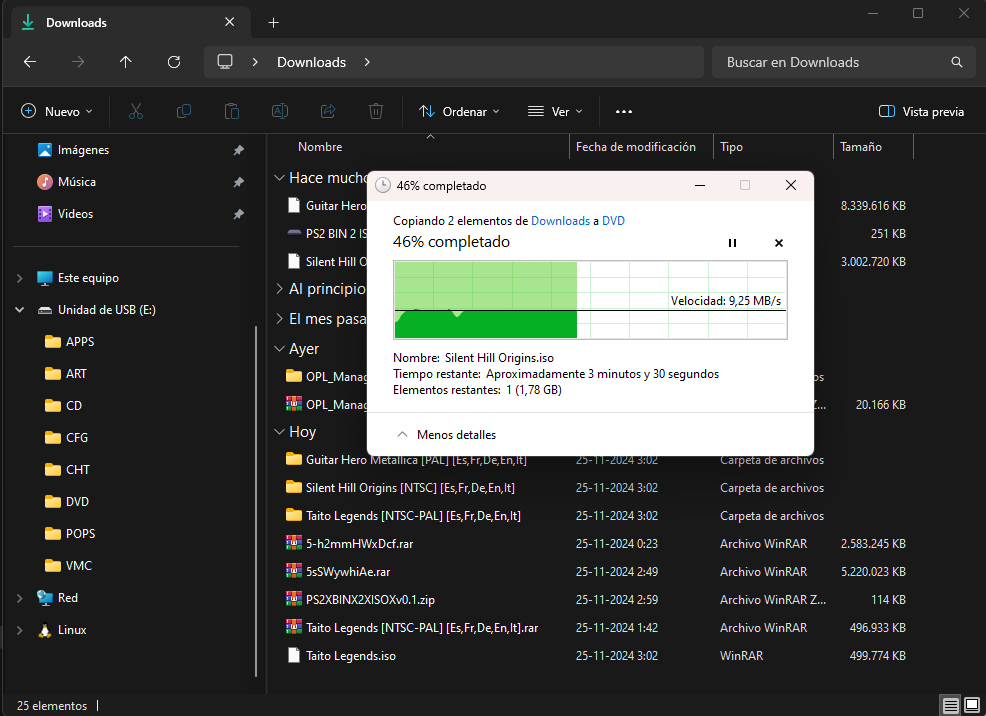 Downloads
Downloads
Buscar en Downloads
Nuevo
Ordenar
Ver
Vista previa
Imágenes
Música
Videos
Este equipo
Unidad de USB (E:)
APPS
ART
CD
CFG
CHT
DVD
POPS
VMC
Red
Linux
Nombre Fecha de modificación Tipo Tamaño
Hace mucho
Guitar Hero 8.339.616 KB
PS2 BIN 2 IS 251 KB
Silent Hill O 3.002.720 KB
Al principio
El mes pasa
Ayer
OPL_Manag os
OPL_Manag Z... 20.166 KB
Hoy
Guitar Hero Metallica [PAL] [Es,Fr,De,En,It] 25-11-2024 3:02 Carpeta de archivos
Silent Hill Origins [NTSC] [Es,Fr,De,En,It] 25-11-2024 3:02 Carpeta de archivos
Taito Legends [NTSC-PAL] [Es,Fr,De,En,It] 25-11-2024 3:02 Carpeta de archivos
5-h2mmHWxDcf.rar 25-11-2024 0:23 Archivo WinRAR 2.583.245 KB
5sSWywhiAe.rar 25-11-2024 2:49 Archivo WinRAR 5.220.023 KB
PS2XBINX2XISOXv0.1.zip 25-11-2024 2:59 Archivo WinRAR Z... 114 KB
Taito Legends [NTSC-PAL] [Es,Fr,De,En,It].rar 25-11-2024 1:42 Archivo WinRAR 496.933 KB
Taito Legends.iso 25-11-2024 3:02 WinRAR 499.774 KB
46% completado
Copiando 2 elementos de Downloads a DVD
46% completado
Velocidad: 9,25 MB/s
Nombre: Silent Hill Origins.iso
Tiempo restante: Aproximadamente 3 minutos y 30 segundos
Elementos restantes: 1 (1,78 GB)
Menos detalles
25 elementos